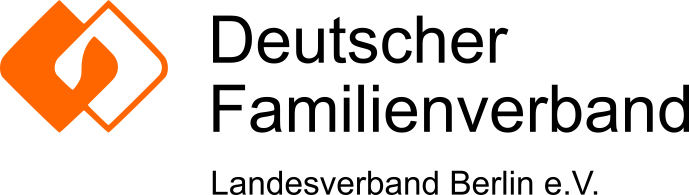 Deutscher
Familienverband
Landesverband Berlin e.V.